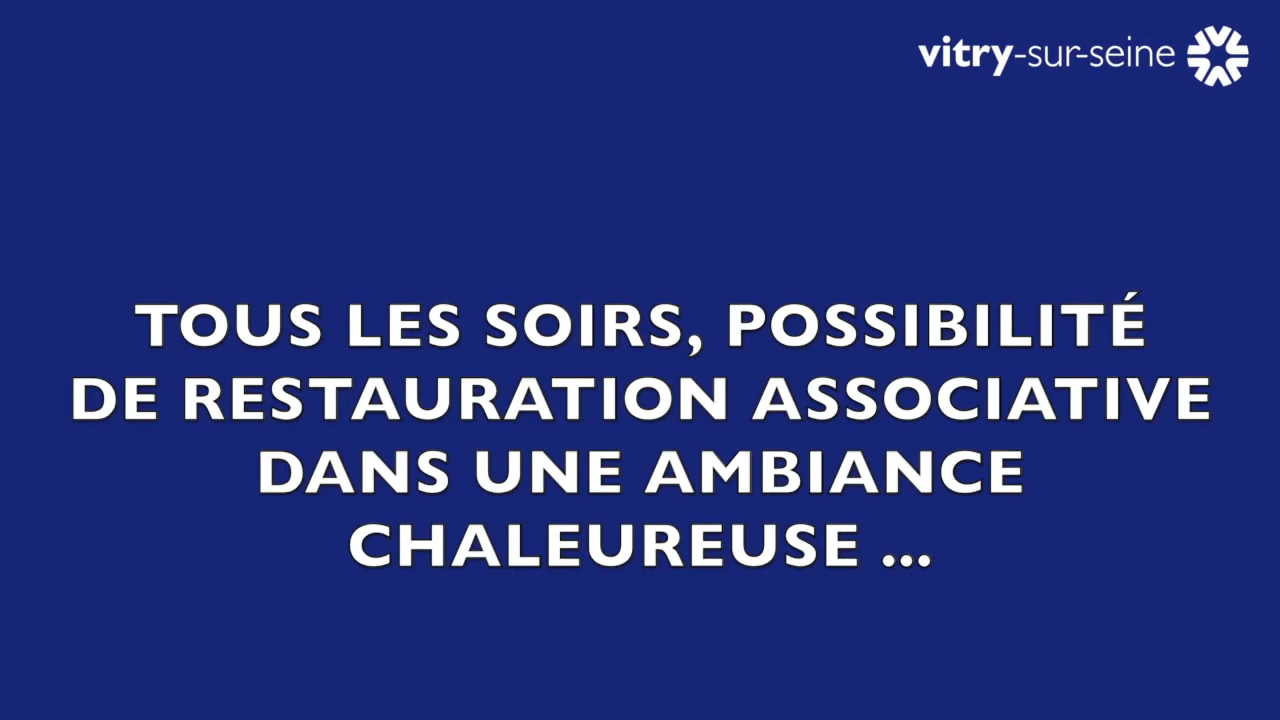 vitry-sur-seine
TOUS LES SOIRS, POSSIBILITÉ
DE RESTAURATION ASSOCIATIVE
DANS UNE AMBIANCE
CHALEUREUSE ...